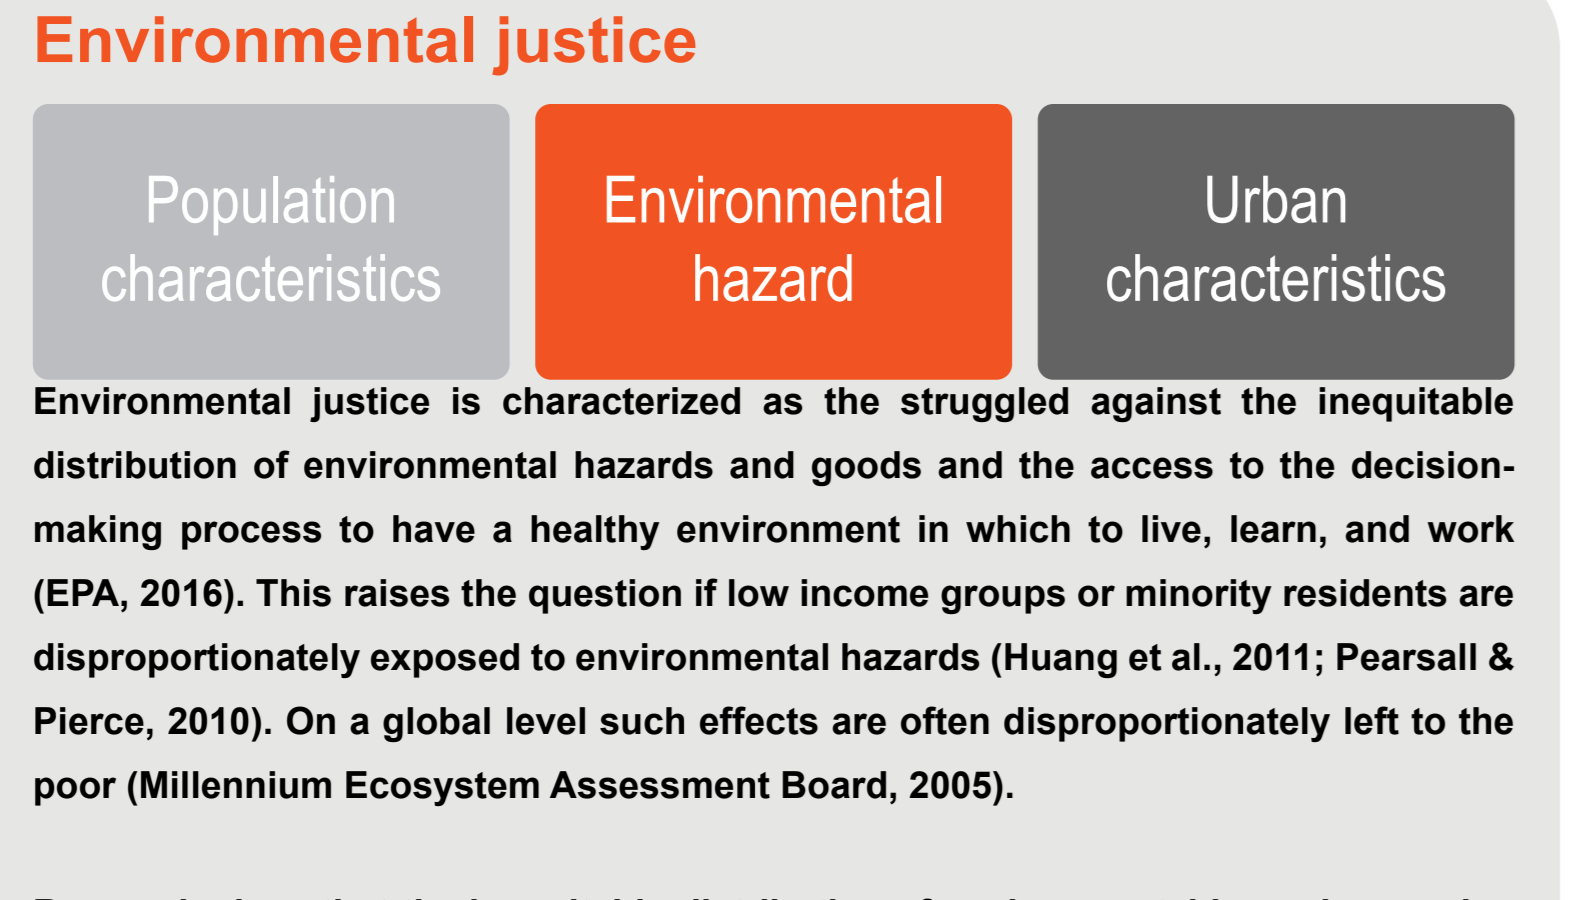 Environmental justice
Population
characteristics
Environmental
hazard
Urban
characteristics
Environmental justice is characterized as the struggled against the inequitable
distribution of environmental hazards and goods and the access to the decision-
making process to have a healthy environment in which to live, learn, and work
(EPA, 2016). This raises the question if low income groups or minority residents are
disproportionately exposed to environmental hazards (Huang et al., 2011; Pearsall &
Pierce, 2010). On a global level such effects are often disproportionately left to the
poor (Millennium Ecosystem Assessment Board, 2005).